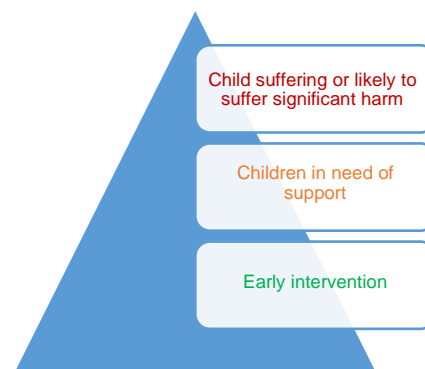 Child suffering or likely to
suffer significant harm
Children in need of
support
Early intervention